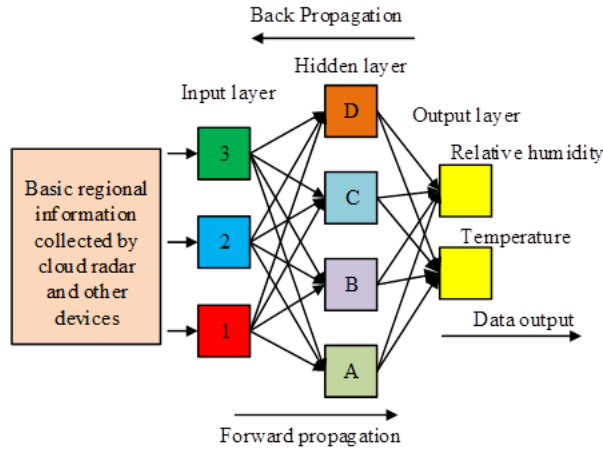 Back Propagation
Hidden layer
Input layer
D
Output layer
3
Relative humidity
Basic regional
information
collected by
cloud radar
and other
devices
C
2
Temperature
B
1
Data output
A
Forward propagation